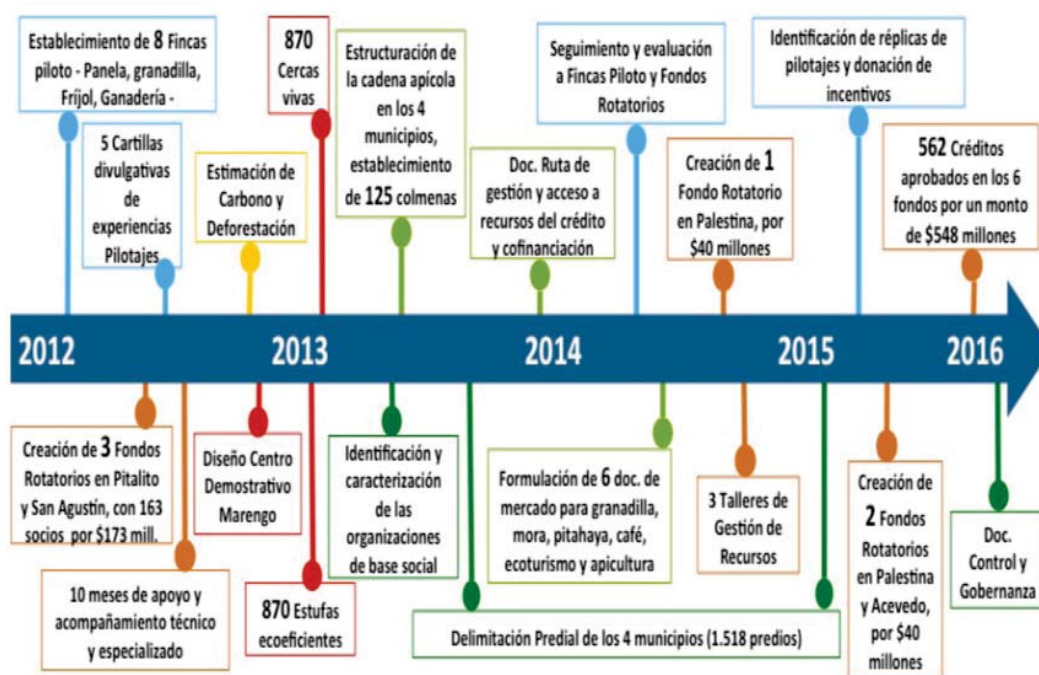 Establecimiento de 8 Fincas
piloto - Panela, granadilla,
Fríjol, Ganadería -
5 Cartillas
divulgativas
de
experiencias
Pilotajes
Estimación de
Carbono y
Deforestación
870
Cercas
vivas
Estructuración de
la cadena apícola
en los 4
municipios,
establecimiento
de 125 colmenas
Doc. Ruta de
gestión y acceso a
recursos del crédito
y cofinanciación
Seguimiento y evaluación
a Fincas Piloto y Fondos
Rotatorios
Creación de 1
Fondo Rotatorio
en Palestina, por
$40 millones
Identificación de réplicas de
pilotajes y donación de
incentivos
562 Créditos
aprobados en los 6
fondos por un monto
de $548 millones
2012
2013
2014
2015
2016
Creación de 3 Fondos
Rotatorios en Pitalito
y San Agustín, con 163
socios por $173 mill.
10 meses de apoyo y
acompañamiento técnico
y especializado
Diseño Centro
Demostrativo
Marengo
870 Estufas
ecoeficientes
Identificación y
caracterización
de las
organizaciones
de base social
Formulación de 6 doc. de
mercado para granadilla,
mora, pitahaya, café,
ecoturismo y apicultura
Delimitación Predial de los 4 municipios (1.518 predios)
3 Talleres de
Gestión de
Recursos
Creación de
2 Fondos
Rotatorios
en Palestina
y Acevedo,
por $40
millones
Doc.
Control y
Gobernanza